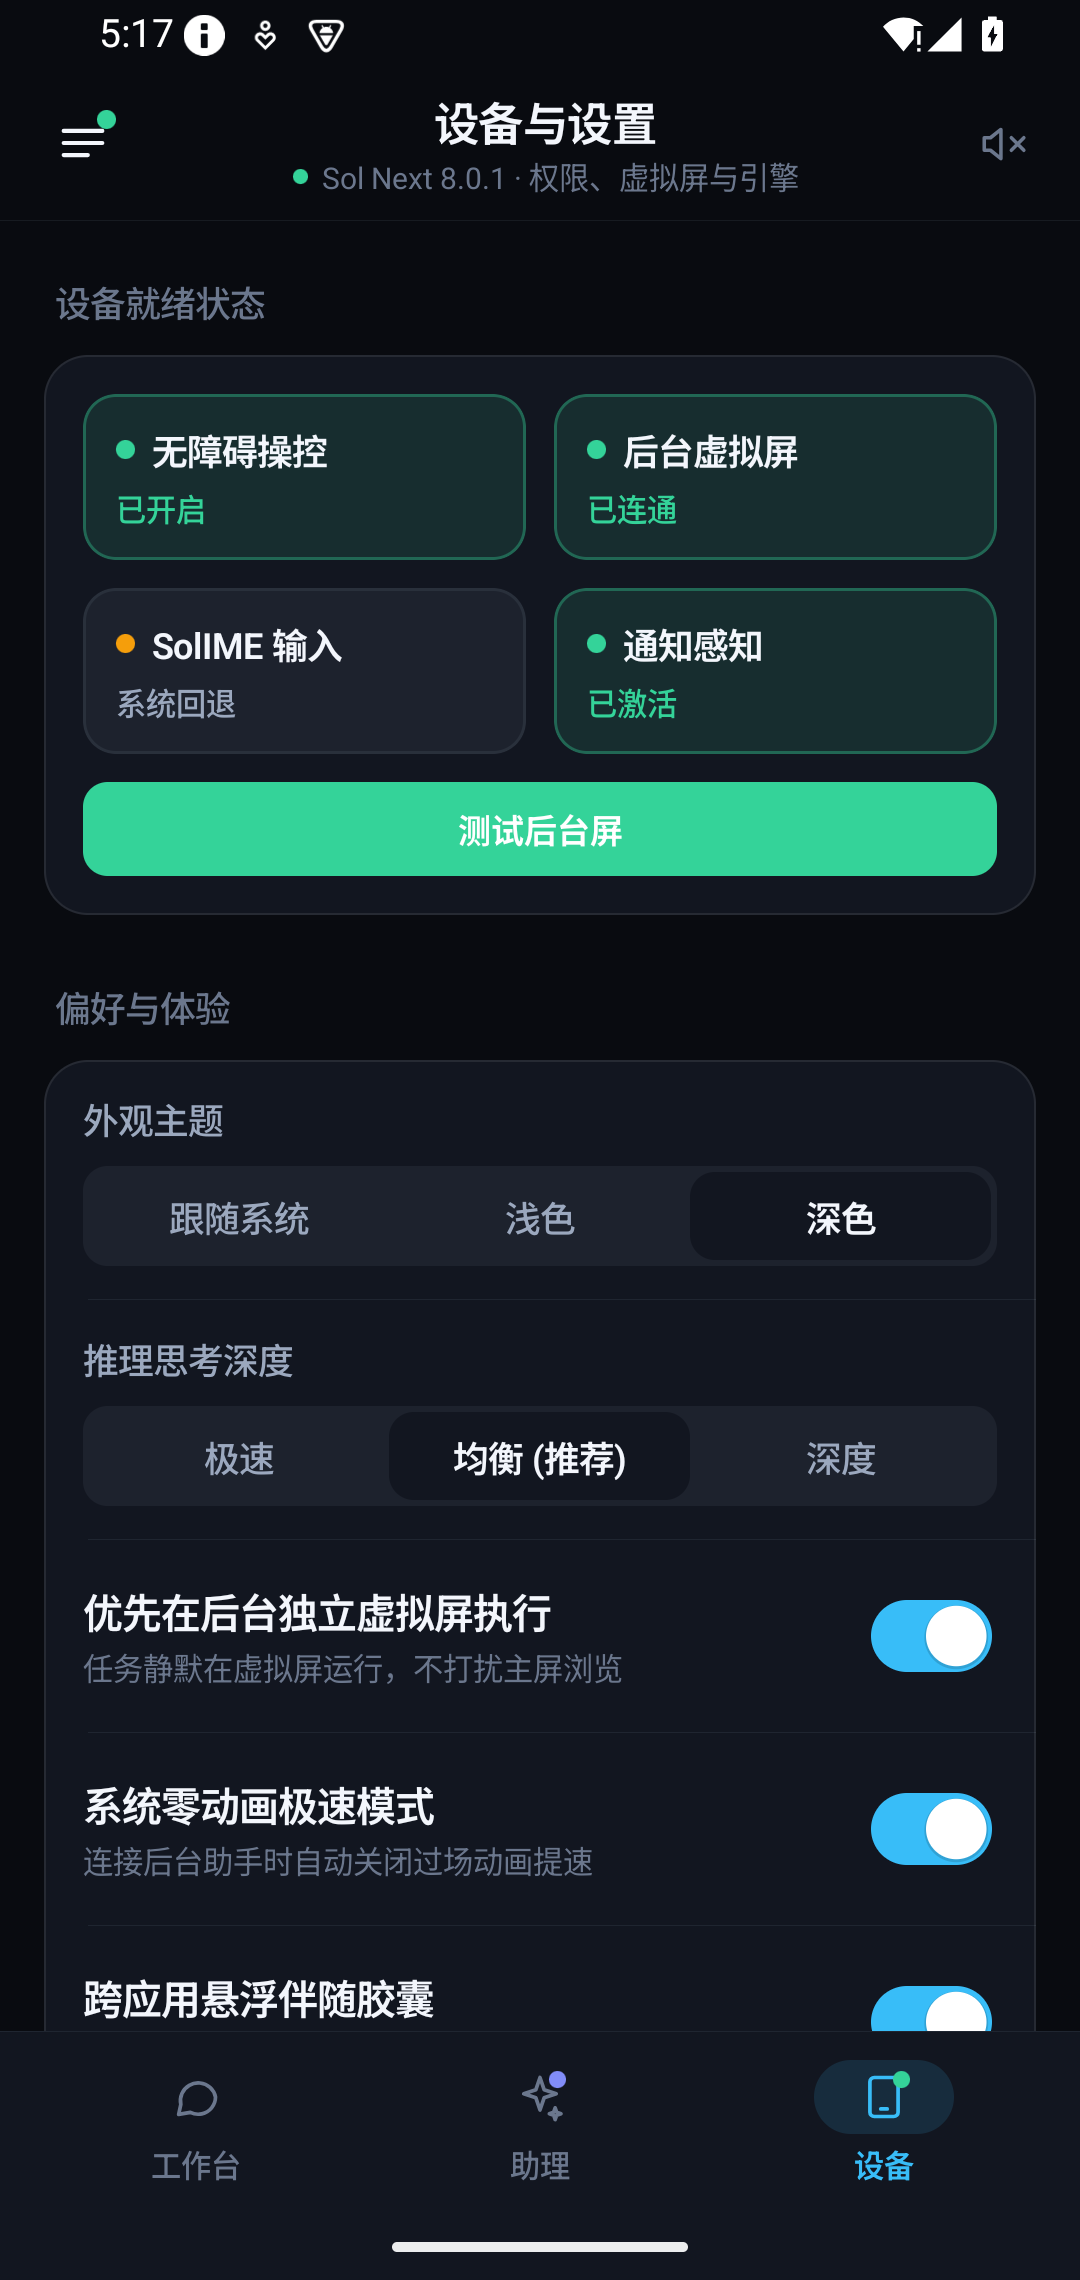 5:17
设备与设置
Sol Next 8.0.1 · 权限、虚拟屏与引擎
设备就绪状态
无障碍操控
已开启
后台虚拟屏
已连通
SolIME 输入
系统回退
通知感知
已激活
测试后台屏
偏好与体验
外观主题
跟随系统 浅色 深色
推理思考深度
极速 均衡 (推荐) 深度
优先在后台独立虚拟屏执行
任务静默在虚拟屏运行，不打扰主屏浏览
系统零动画极速模式
连接后台助手时自动关闭过场动画提速
跨应用悬浮伴随胶囊
工作台 助理 设备